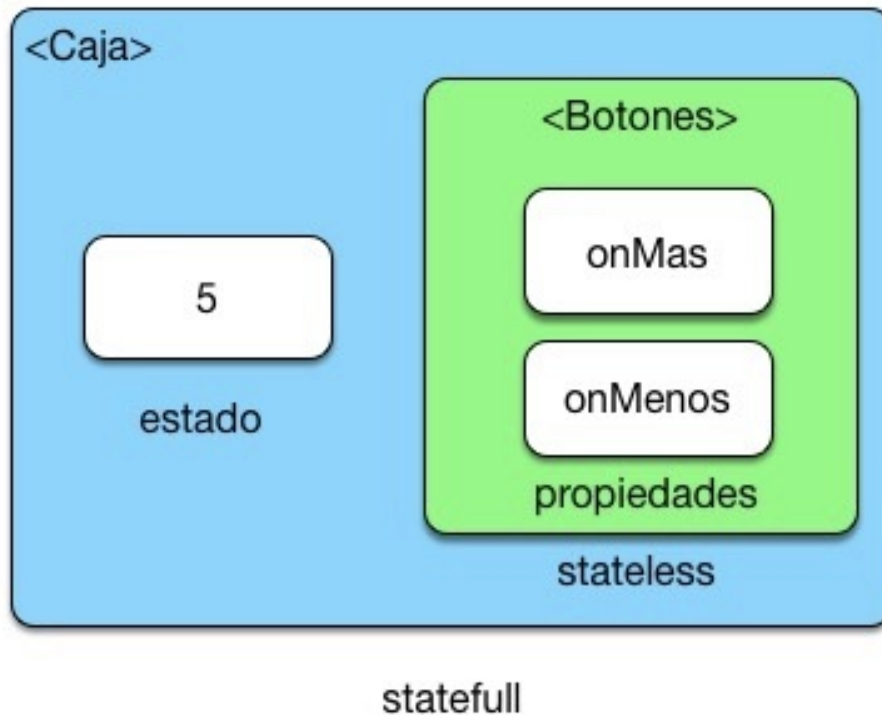 <Caja>
<Botones>
onMas
5
onMenos
estado
propiedades
stateless
statefull